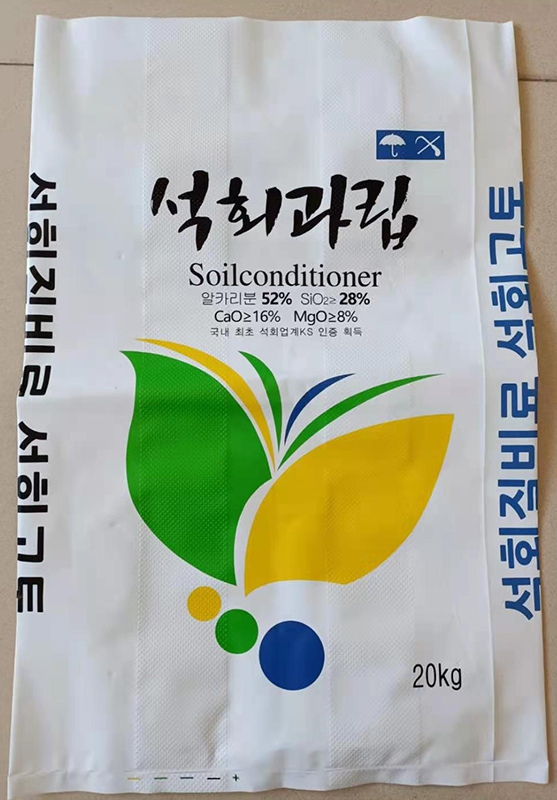 석회과립
Soilconditioner
알카리분 52% SiO₂≥ 28%
CaO≥16% MgO≥8%
국내 최초 석회업계KS 인증 획득
석회질비료 석회고토
석회질비료 석회고토
20kg